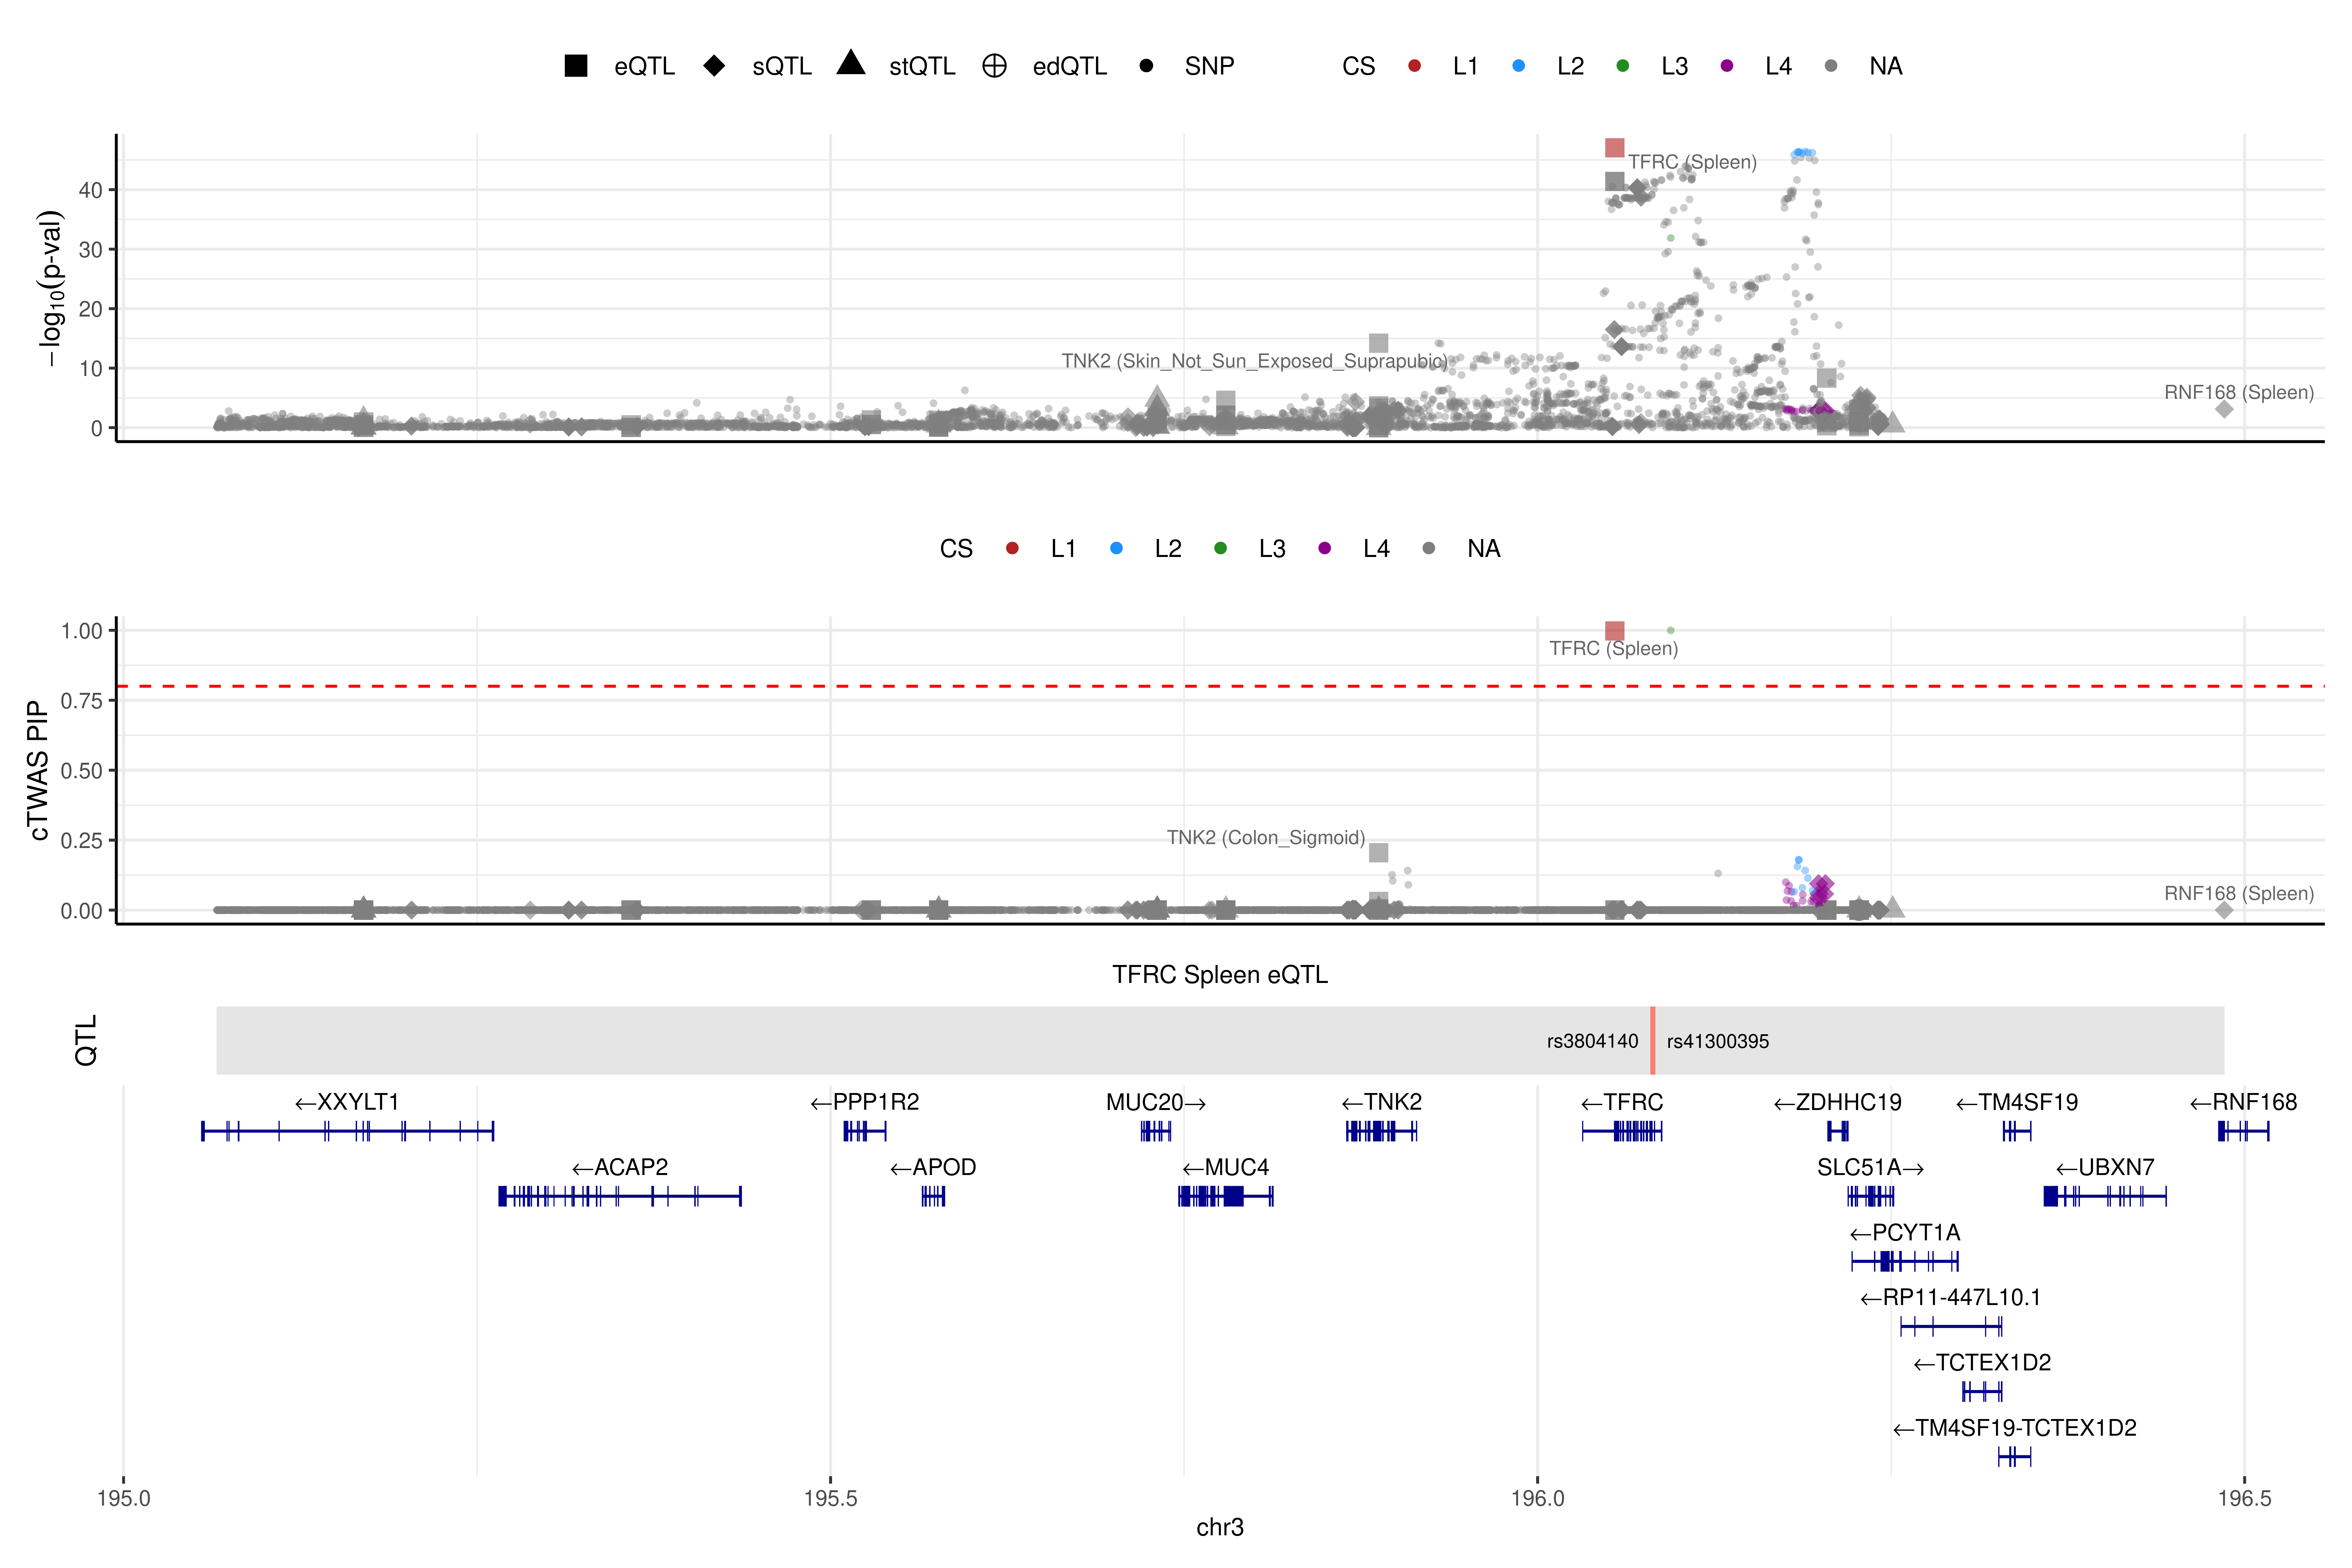 eQTL sQTL stQTL edQTL SNP CS L1 L2 L3 L4 NA
−log10(p-val)
40
30
20
10
0
TFRC (Spleen)
TNK2 (Skin_Not_Sun_Exposed_Suprapubic)
RNF168 (Spleen)
CS L1 L2 L3 L4 NA
cTWAS PIP
1.00
0.75
0.50
0.25
0.00
TFRC (Spleen)
TNK2 (Colon_Sigmoid)
RNF168 (Spleen)
TFRC Spleen eQTL
QTL
rs3804140 rs41300395
←XXYLT1 ←PPP1R2 MUC20→ ←TNK2 ←TFRC ←ZDHHC19 ←TM4SF19 ←RNF168
←ACAP2 ←APOD ←MUC4 SLC51A→ ←UBXN7
←PCYT1A
←RP11-447L10.1
←TCTEX1D2
←TM4SF19-TCTEX1D2
195.0 195.5 196.0 196.5
chr3